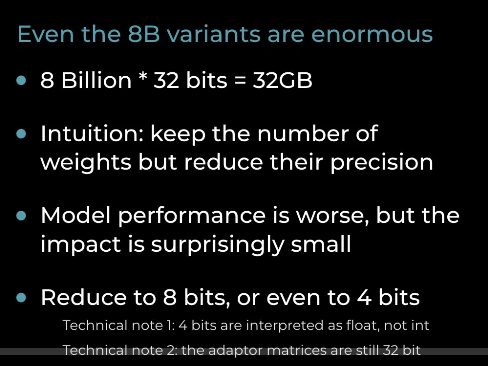 Even the 8B variants are enormous
8 Billion * 32 bits = 32GB
Intuition: keep the number of
weights but reduce their precision
Model performance is worse, but the
impact is surprisingly small
Reduce to 8 bits, or even to 4 bits
Technical note 1: 4 bits are interpreted as float, not int
Technical note 2: the adaptor matrices are still 32 bit